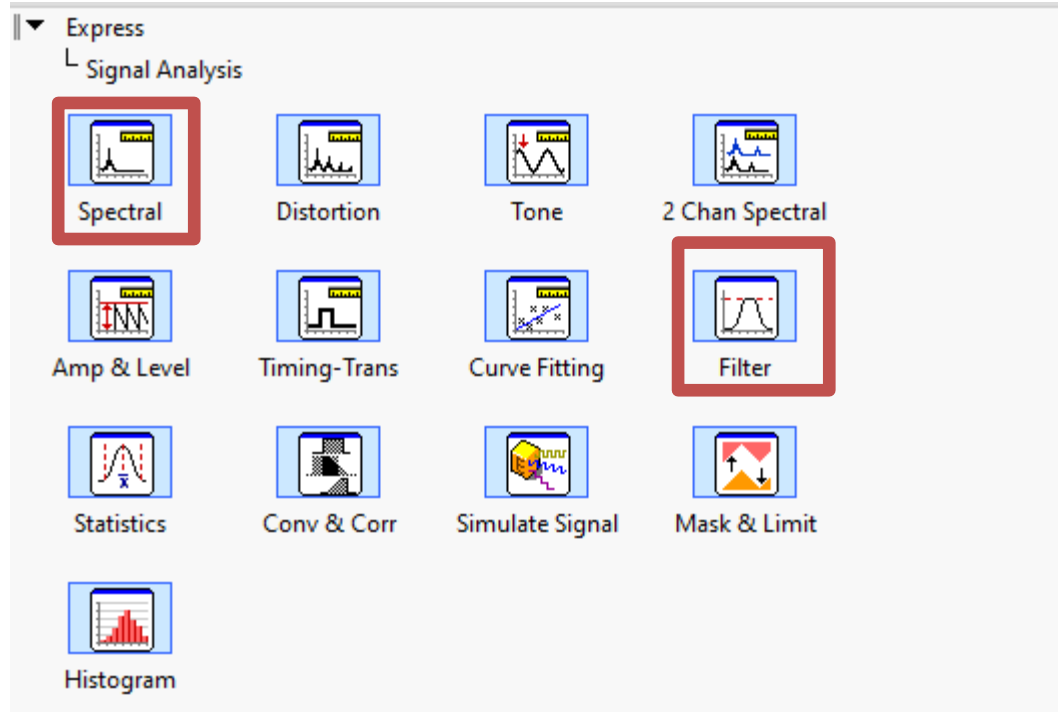 Express
Signal Analysis
Spectral Distortion Tone 2 Chan Spectral
Amp & Level Timing-Trans Curve Fitting Filter
Statistics Conv & Corr Simulate Signal Mask & Limit
Histogram